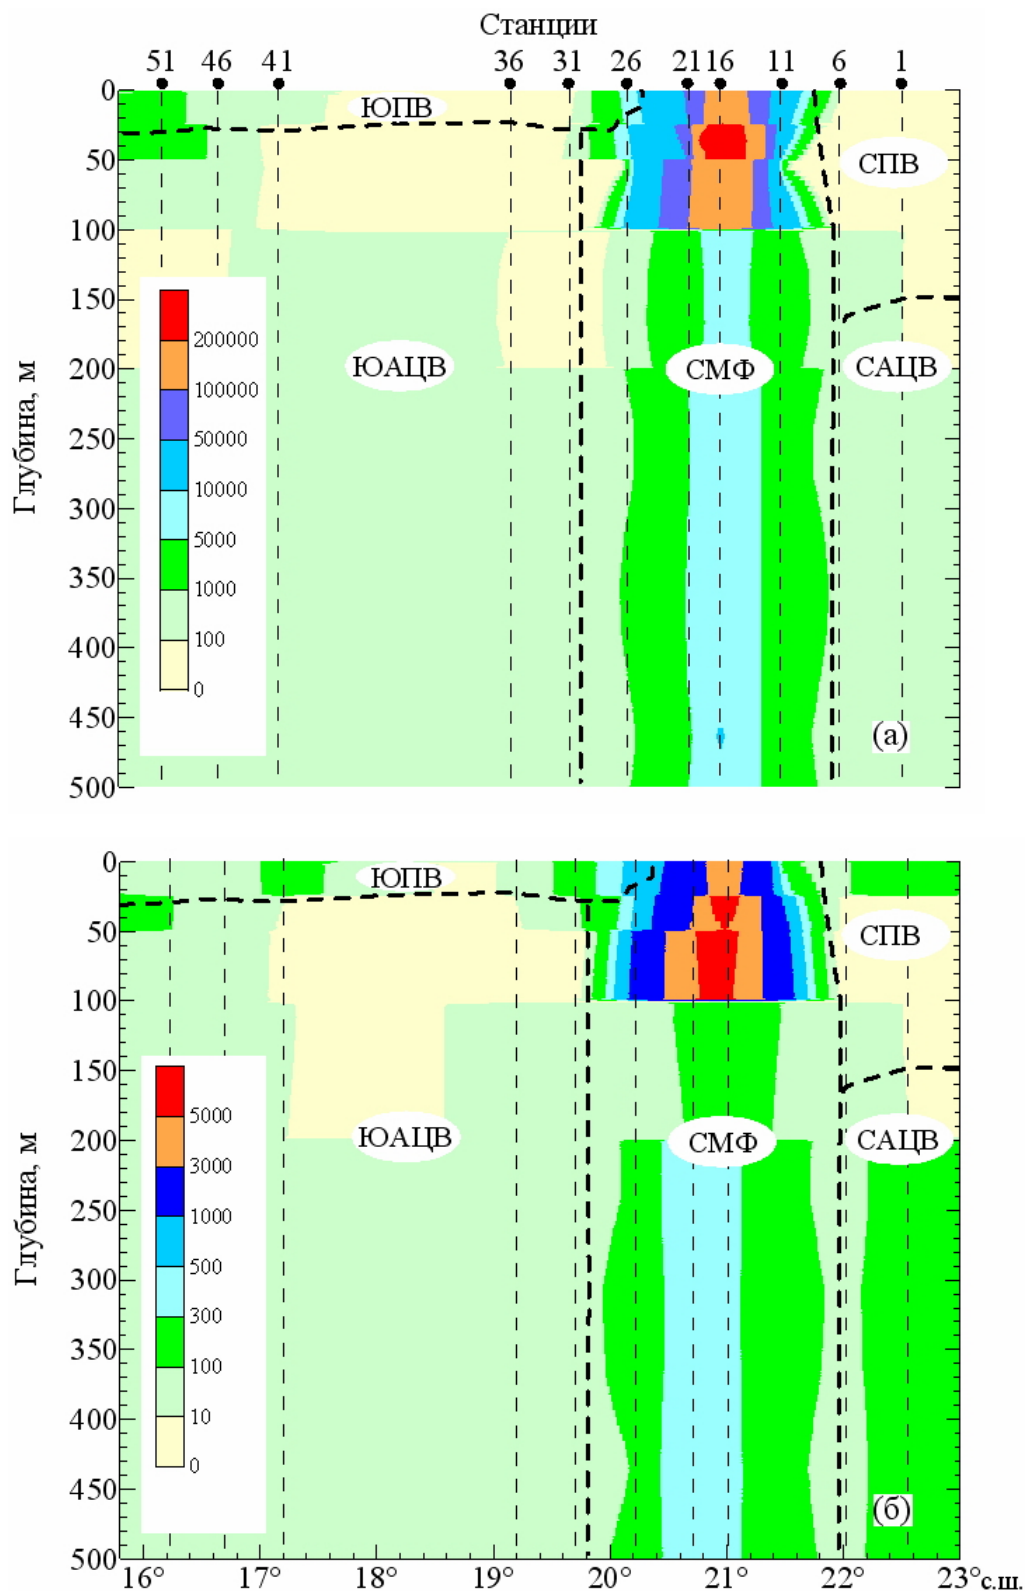 Станции
51 46 41 36 31 26 21 16 11 6 1
0
ЮПВ
50
СПВ
100
150
200000
200
ЮАЦВ
СМФ
САЦВ
100000
250
50000
300
10000
5000
350
1000
400
100
0
450
(а)
500
Глубина, м
0
ЮПВ
50
СПВ
100
150
5000
200
ЮАЦВ
СМФ
САЦВ
3000
250
1000
500
300
300
350
100
400
10
0
450
(б)
500
Глубина, м
16° 17° 18° 19° 20° 21° 22° 23° с.ш.